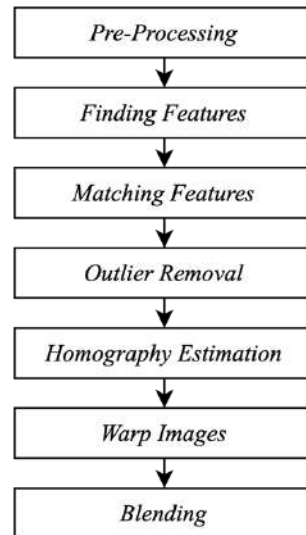 Pre-Processing
Finding Features
Matching Features
Outlier Removal
Homography Estimation
Warp Images
Blending